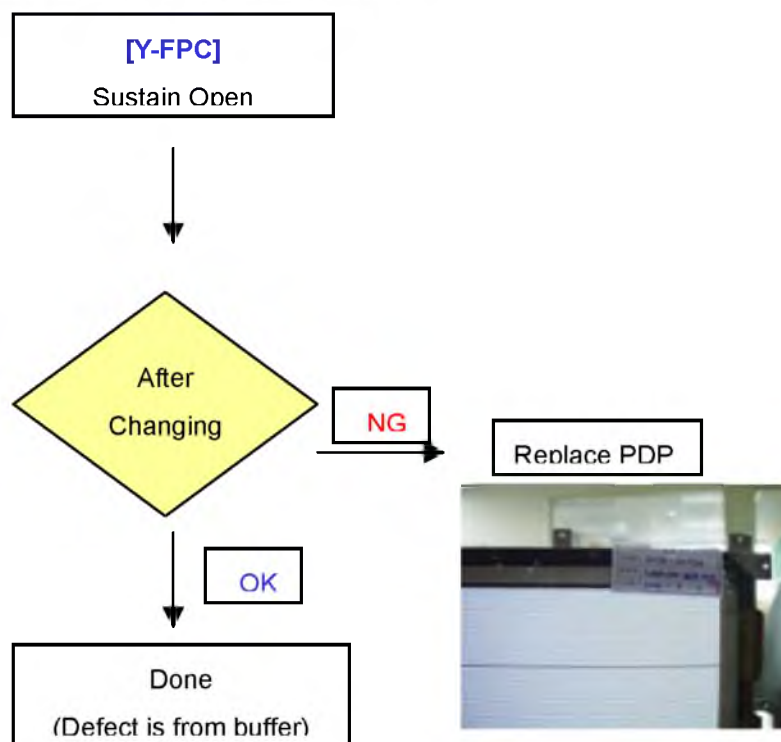 [Y-FPC]
Sustain Open
After
Changing
NG
Replace PDP
OK
Done
(Defect is from buffer)